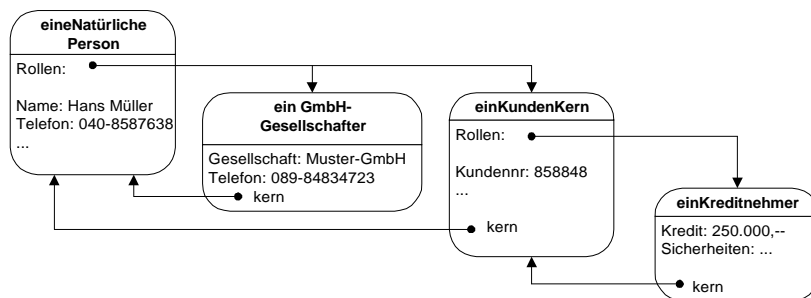 eineNatürliche
Person
Rollen:
Name: Hans Müller
Telefon: 040-8587638
...
ein GmbH-
Gesellschafter
Gesellschaft: Muster-GmbH
Telefon: 089-84834723
kern
einKundenKern
Rollen:
Kundennr: 858848
...
kern
einKreditnehmer
Kredit: 250.000,--
Sicherheiten: ...
kern